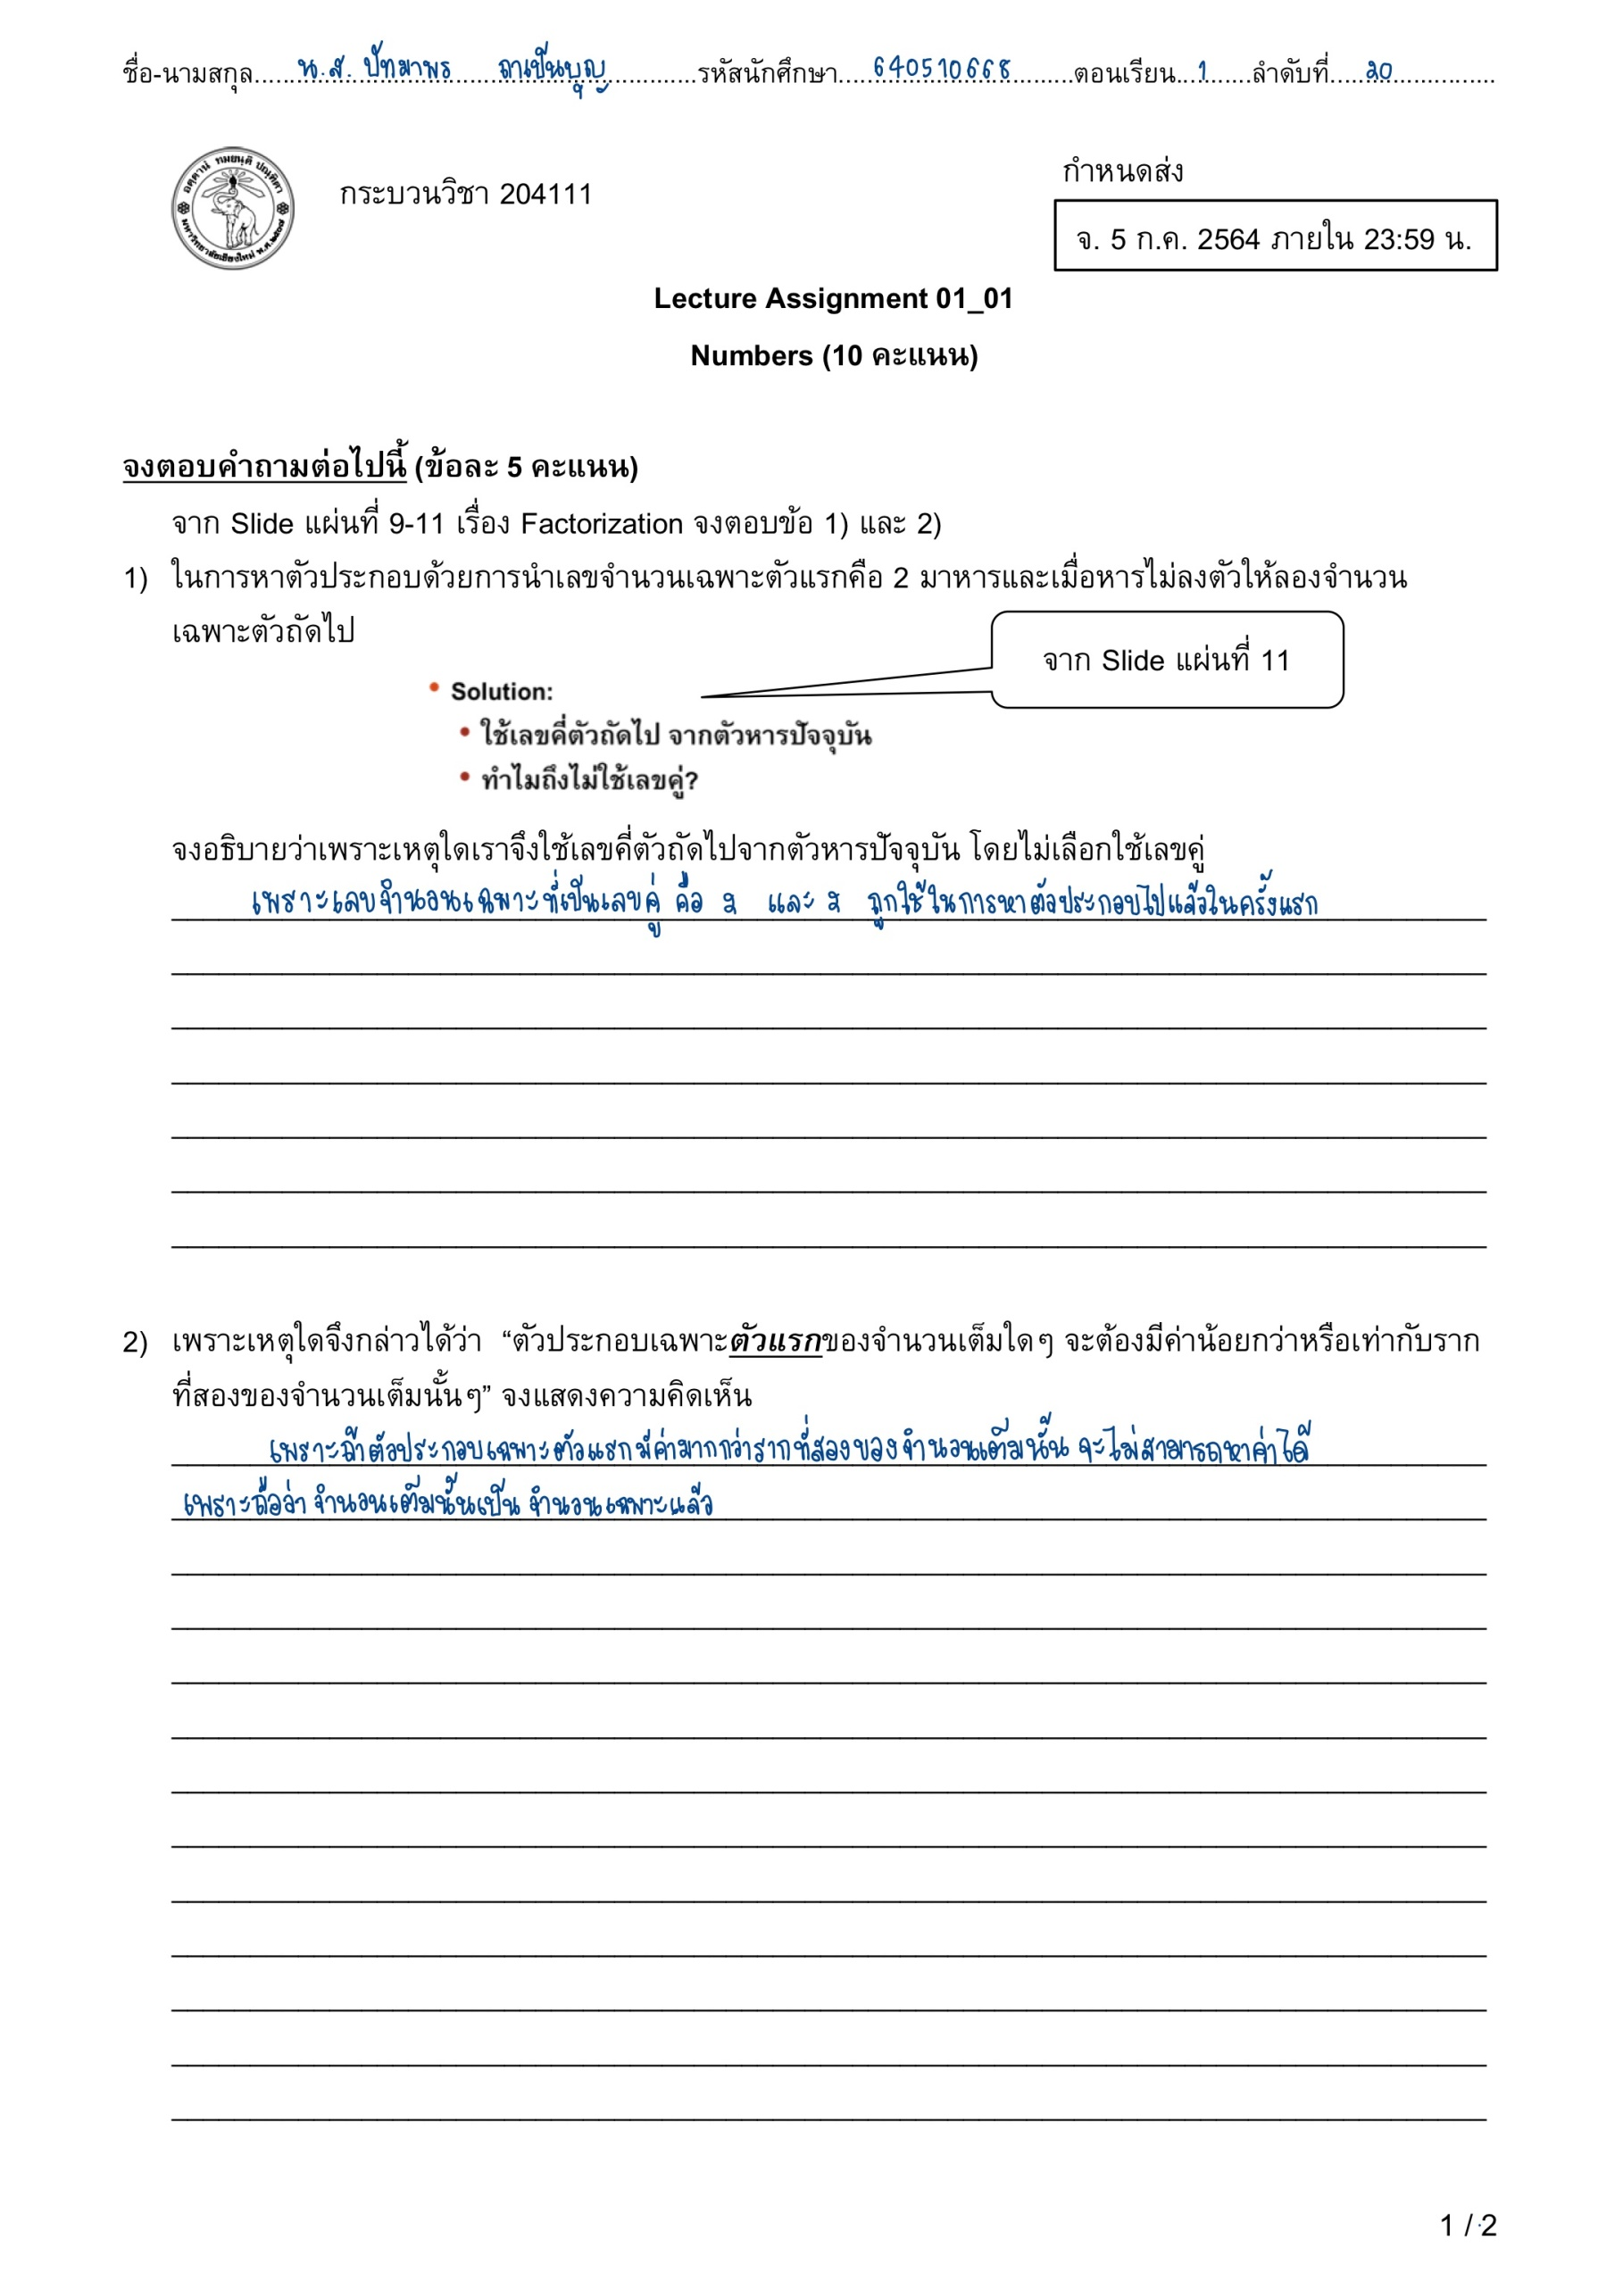 ชื่อ-นามสกุล น.ส. ปัทมาพร ถาเป็นบุญ รหัสนักศึกษา 640510668 ตอนเรียน 1 ลำดับที่ 20
กระบวนวิชา 204111
กำหนดส่ง
จ. 5 ก.ค. 2564 ภายใน 23:59 น.
Lecture Assignment 01_01
Numbers (10 คะแนน)
จงตอบคำถามต่อไปนี้ (ข้อละ 5 คะแนน)
จาก Slide แผ่นที่ 9-11 เรื่อง Factorization จงตอบข้อ 1) และ 2)
1) ในการหาตัวประกอบด้วยการนำเลขจำนวนเฉพาะตัวแรกคือ 2 มาหารและเมื่อหารไม่ลงตัวให้ลองจำนวน
เฉพาะตัวถัดไป
จาก Slide แผ่นที่ 11
• Solution:
• ใช้เลขคี่ตัวถัดไป จากตัวหารปัจจุบัน
• ทำไมถึงไม่ใช้เลขคู่?
จงอธิบายว่าเพราะเหตุใดเราจึงใช้เลขคี่ตัวถัดไปจากตัวหารปัจจุบัน โดยไม่เลือกใช้เลขคู่
เพราะเลขจำนวนเฉพาะที่เป็นเลขคู่ คือ 2 และ 2 ถูกใช้ในการหาตัวประกอบไปแล้วในครั้งแรก
2) เพราะเหตุใดจึงกล่าวได้ว่า “ตัวประกอบเฉพาะตัวแรกของจำนวนเต็มใดๆ จะต้องมีค่าน้อยกว่าหรือเท่ากับราก
ที่สองของจำนวนเต็มนั้นๆ” จงแสดงความคิดเห็น
เพราะถ้าตัวประกอบเฉพาะตัวแรกมีค่ามากกว่ารากที่สองของจำนวนเต็มนั้น จะไม่สามารถหาค่าได้
เพราะถือว่าจำนวนเต็มนั้นเป็น จำนวนเฉพาะแล้ว
1 / 2